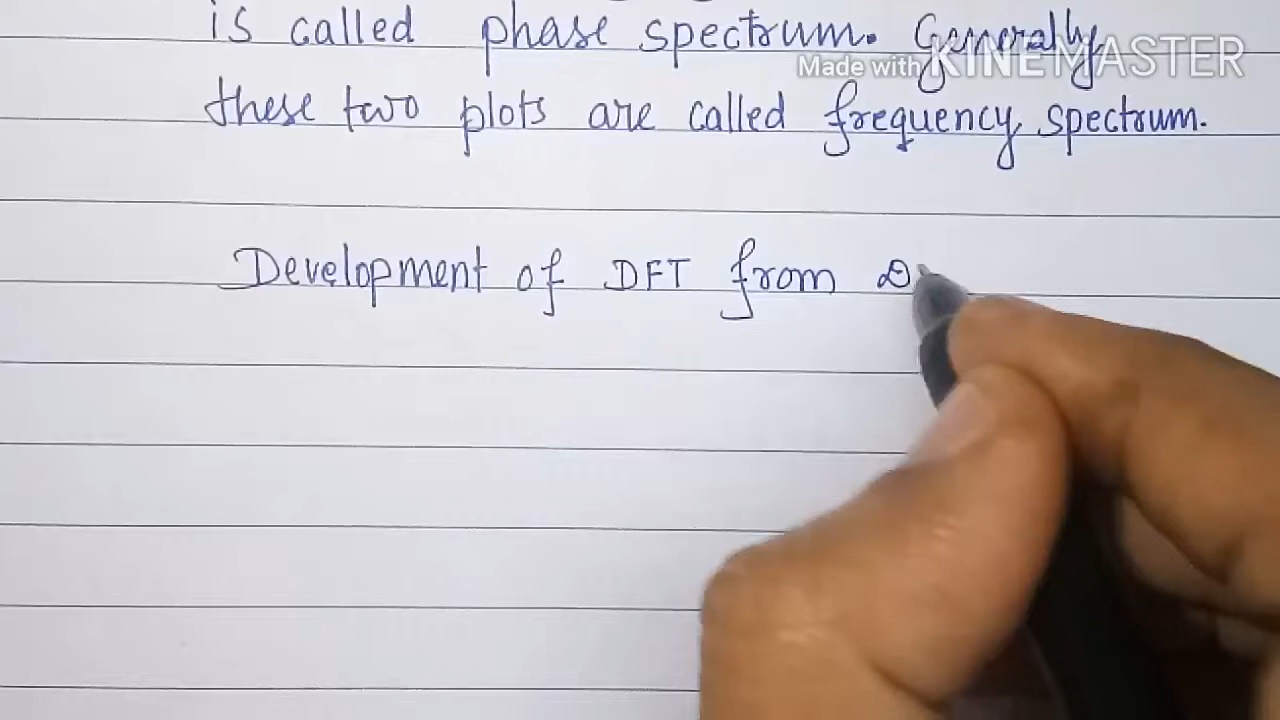 is called phase spectrum. Generally
Made with KINEMASTER
these two plots are called frequency spectrum.
Development of DFT from D